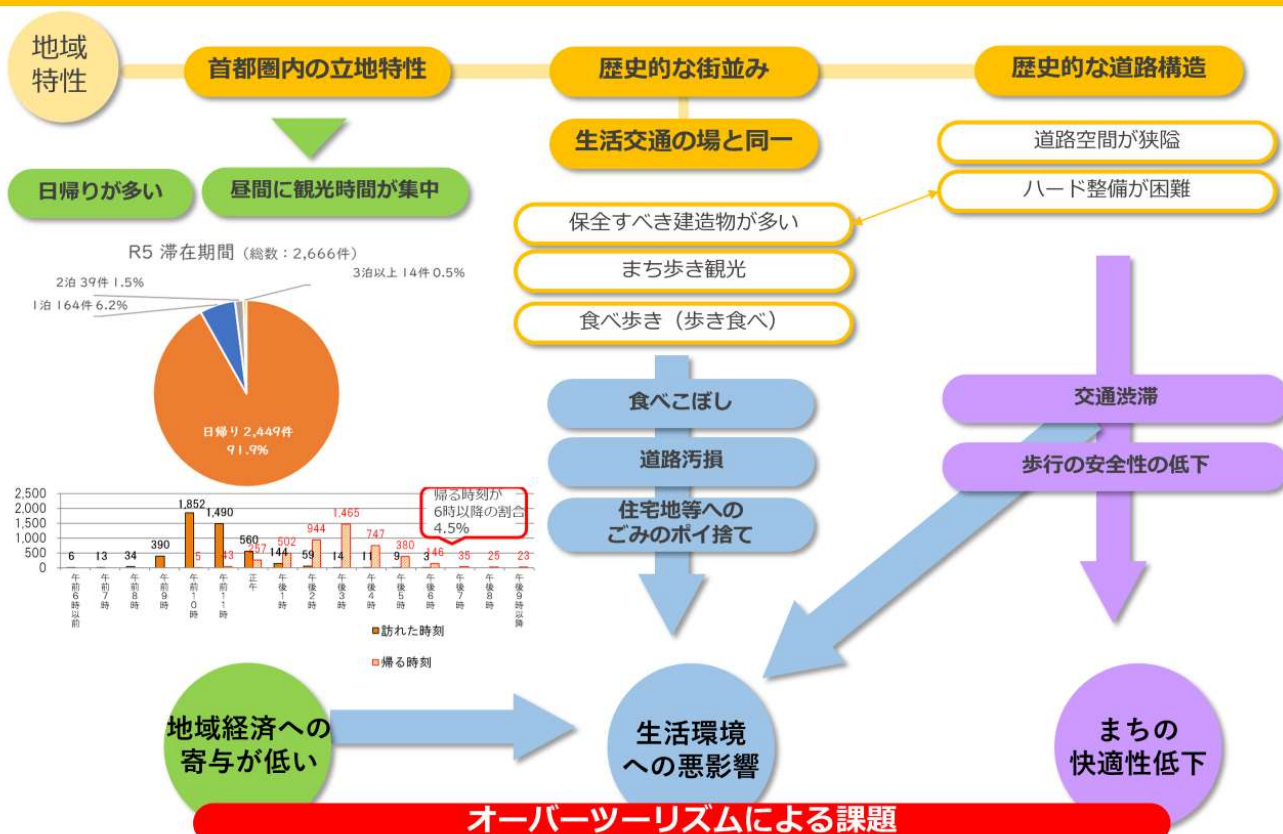 地域
特性
首都圏内の立地特性
歴史的な街並み
歴史的な道路構造
生活交通の場と同一
道路空間が狭隘
ハード整備が困難
日帰りが多い
昼間に観光時間が集中
保全すべき建造物が多い
まち歩き観光
食べ歩き（歩き食べ）
R5 滞在期間（総数：2,666件）
3泊以上 14件 0.5%
2泊 39件 1.5%
1泊 164件 6.2%
日帰り 2,449件
91.9%
食べこぼし
道路汚損
住宅地等への
ごみのポイ捨て
交通渋滞
歩行の安全性の低下
帰る時刻が
6時以降の割合
4.5%
2,500
2,000
1,500
1,000
500
0
6 13 34 390 1,852 1,490 560 144 59 14 11 9 3
5 43 257 502 944 1,465 747 380 146 35 25 23
午前6時以前
午前7時
午前8時
午前9時
午前10時
午前11時
正午
午後1時
午後2時
午後3時
午後4時
午後5時
午後6時
午後7時
午後8時
午後9時以降
訪れた時刻
帰る時刻
地域経済への
寄与が低い
生活環境
への悪影響
まちの
快適性低下
オーバーツーリズムによる課題